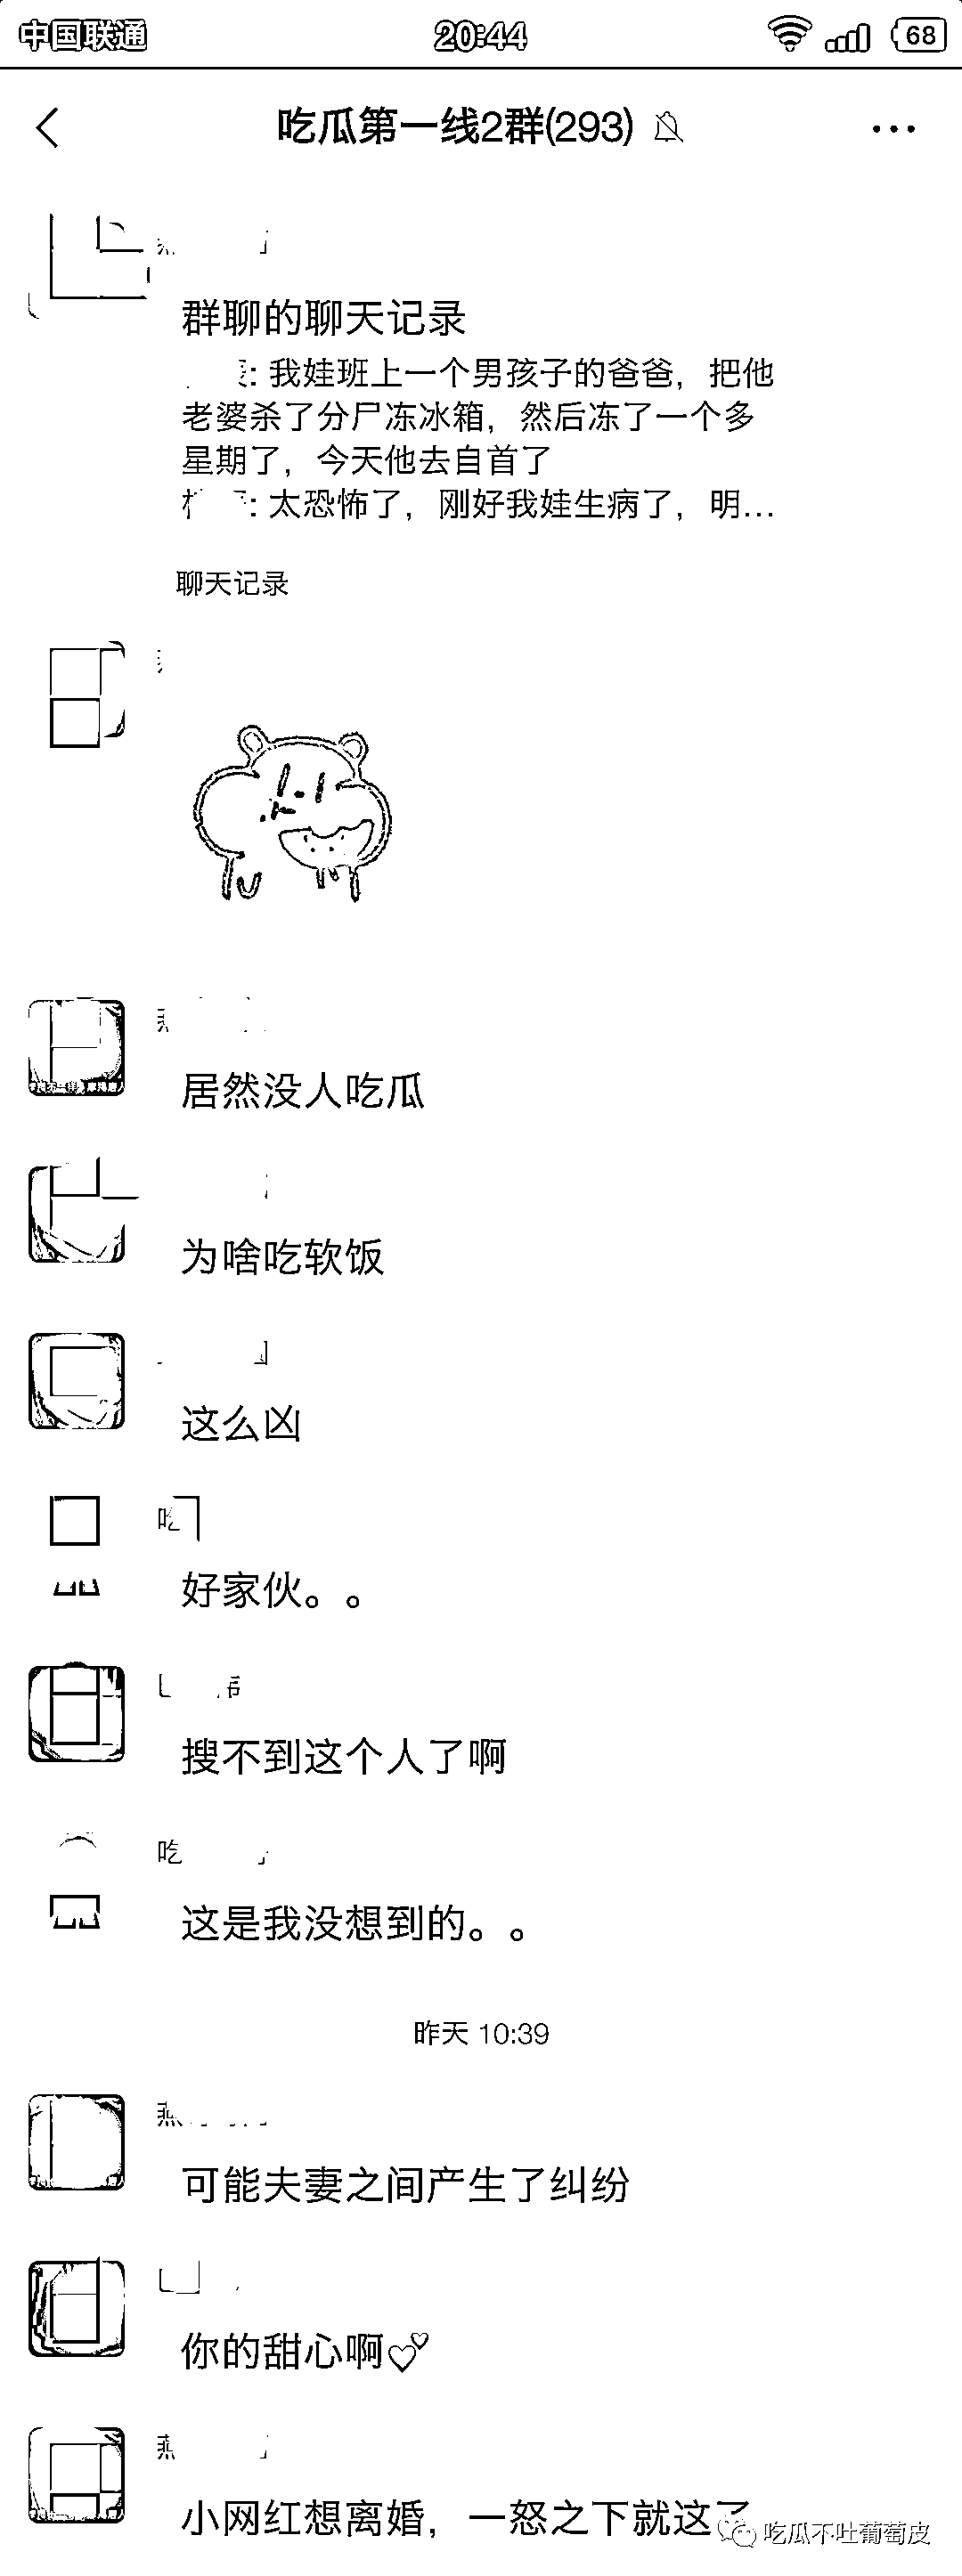 中国联通
20:44
68
吃瓜第一线2群(293)
群聊的聊天记录
: 我娃班上一个男孩子的爸爸，把他
老婆杀了分尸冻冰箱，然后冻了一个多
星期了，今天他去自首了
: 太恐怖了，刚好我娃生病了，明...
聊天记录
居然没人吃瓜
为啥吃软饭
这么凶
吃
好家伙。。
搜不到这个人了啊
吃
这是我没想到的。。
昨天 10:39
燕
可能夫妻之间产生了纠纷
你的甜心啊💕
燕
小网红想离婚，一怒之下就这了
吃瓜不吐葡萄皮